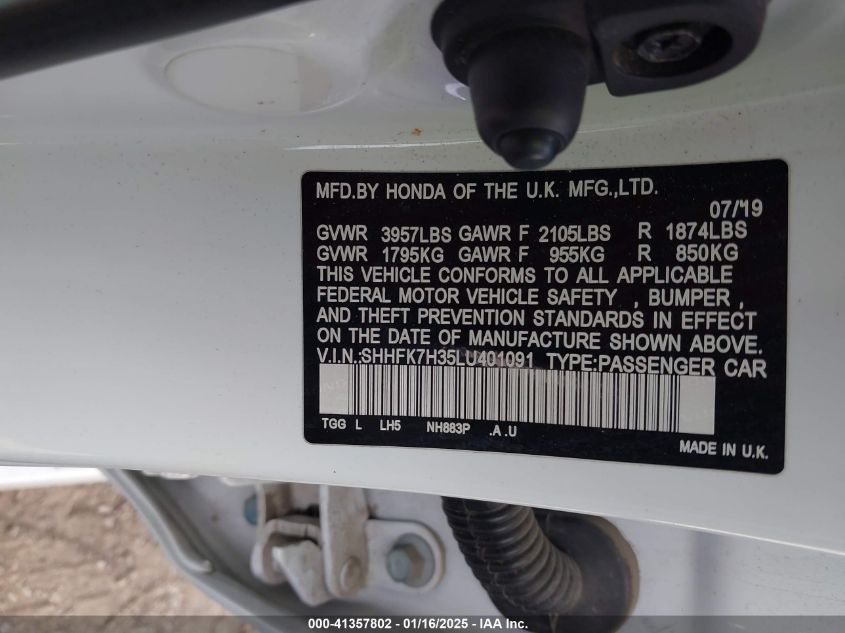 MFD.BY HONDA OF THE U.K. MFG.,LTD.
07/'19
GVWR 3957LBS GAWR F 2105LBS R 1874LBS
GVWR 1795KG GAWR F 955KG R 850KG
THIS VEHICLE CONFORMS TO ALL APPLICABLE
FEDERAL MOTOR VEHICLE SAFETY , BUMPER ,
AND THEFT PREVENTION STANDARDS IN EFFECT
ON THE DATE OF MANUFACTURE SHOWN ABOVE.
V.I.N.:SHHFK7H35LU401091 TYPE:PASSENGER CAR
TGG L LH5 NH883P .A .U
MADE IN U.K.
000-41357802 - 01/16/2025 - IAA Inc.